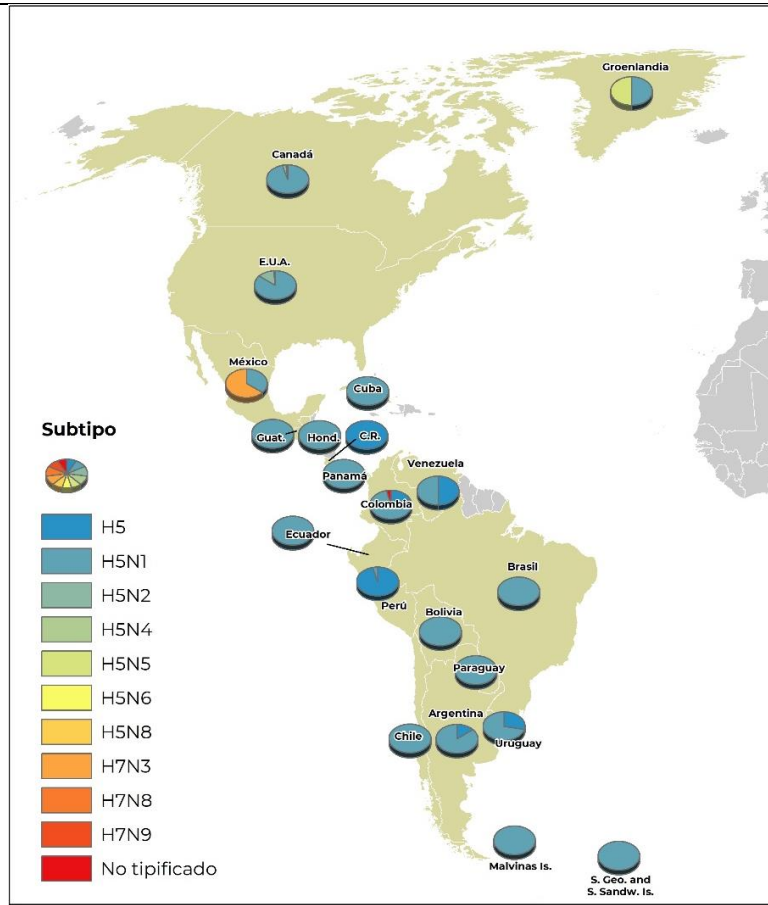 Groenlandia
Canadá
E.U.A.
México
Cuba
Guat.
Hond.
C.R.
Panamá
Venezuela
Colombia
Ecuador
Perú
Brasil
Bolivia
Paraguay
Argentina
Chile
Uruguay
Malvinas Is.
S. Geo. and
S. Sandw. Is.
Subtipo
H5
H5N1
H5N2
H5N4
H5N5
H5N6
H5N8
H7N3
H7N8
H7N9
No tipificado